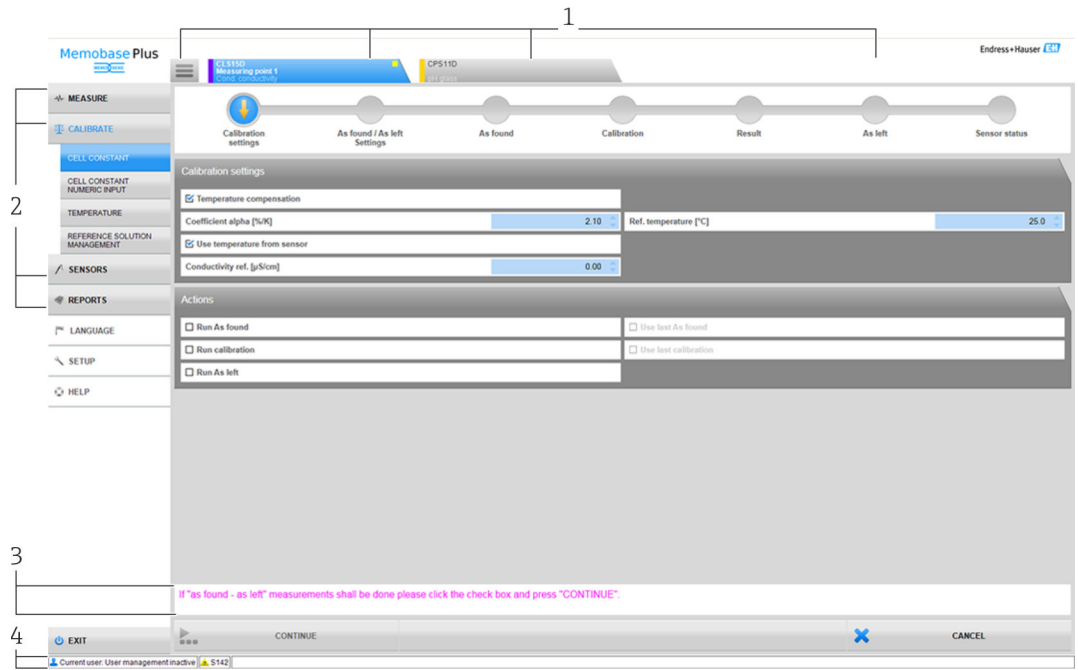 1
Memobase Plus
MEMOSENS
Endress+Hauser EH
CLS15D
Measuring point 1
Cond. conductivity
CPS11D
pH glass
2
MEASURE
CALIBRATE
CELL CONSTANT
CELL CONSTANT
NUMERIC INPUT
TEMPERATURE
REFERENCE SOLUTION
MANAGEMENT
SENSORS
REPORTS
LANGUAGE
SETUP
HELP
Calibration
settings
As found / As left
Settings
As found
Calibration
Result
As left
Sensor status
Calibration settings
Temperature compensation
Coefficient alpha [%/K] 2.10 Ref. temperature [°C] 25.0
Use temperature from sensor
Conductivity ref. [µS/cm] 0.00
Actions
Run As found Use last As found
Run calibration Use last calibration
Run As left
3
If "as found - as left" measurements shall be done please click the check box and press "CONTINUE".
4
EXIT CONTINUE CANCEL
Current user: User management inactive S142